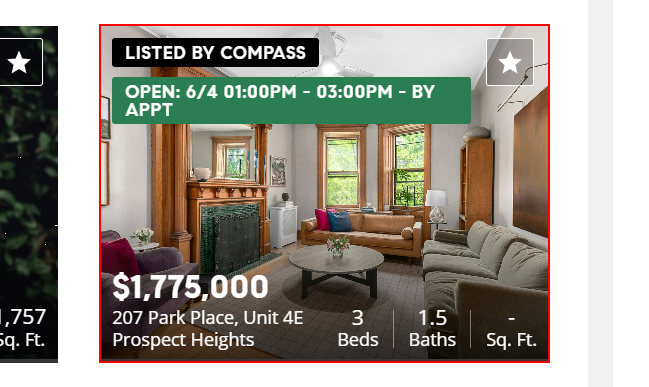 LISTED BY COMPASS
OPEN: 6/4 01:00PM - 03:00PM - BY
APPT
$1,775,000
207 Park Place, Unit 4E
Prospect Heights
3
Beds
1.5
Baths
-
Sq. Ft.
,757
Sq. Ft.